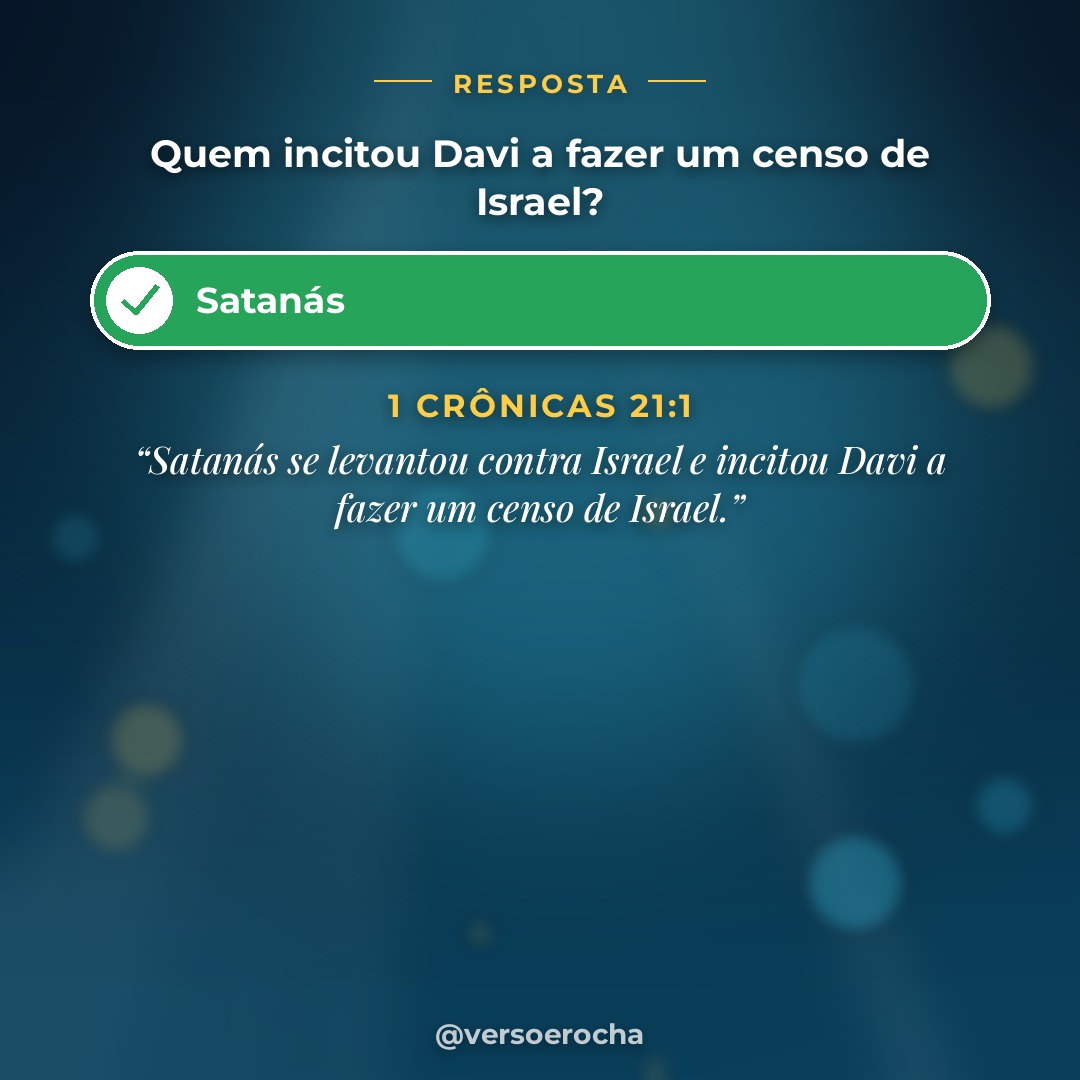 RESPOSTA
Quem incitou Davi a fazer um censo de
Israel?
Satanás
1 CRÔNICAS 21:1
“Satanás se levantou contra Israel e incitou Davi a
fazer um censo de Israel.”
@versoerocha